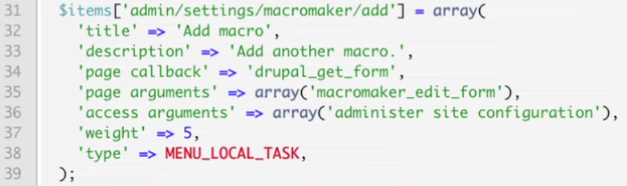 31 $items['admin/settings/macromaker/add'] = array(
32 'title' => 'Add macro',
33 'description' => 'Add another macro.',
34 'page callback' => 'drupal_get_form',
35 'page arguments' => array('macromaker_edit_form'),
36 'access arguments' => array('administer site configuration'),
37 'weight' => 5,
38 'type' => MENU_LOCAL_TASK,
39 );